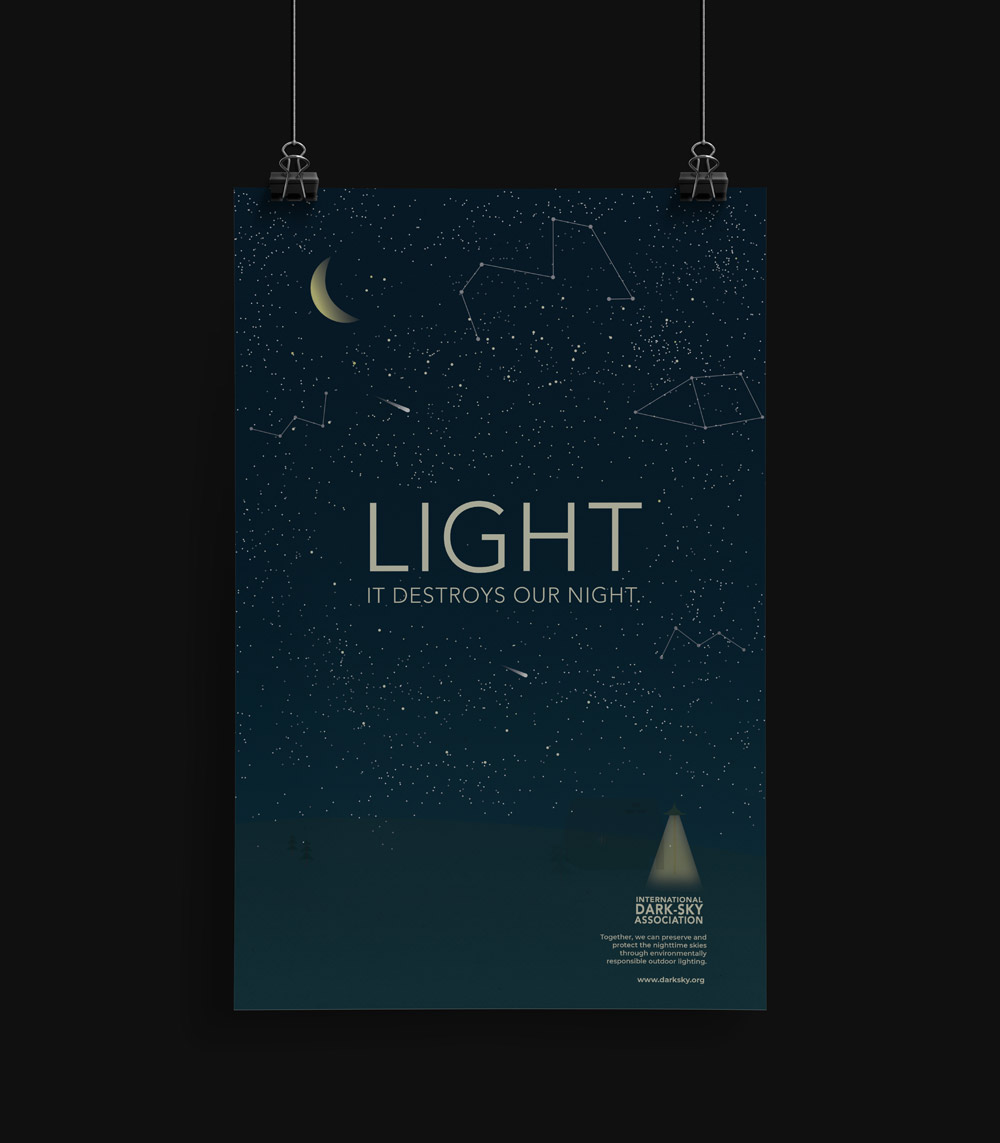 LIGHT
IT DESTROYS OUR NIGHT.
INTERNATIONAL
DARK-SKY
ASSOCIATION
Together, we can preserve and
protect the nighttime skies
through environmentally
responsible outdoor lighting.
www.darksky.org